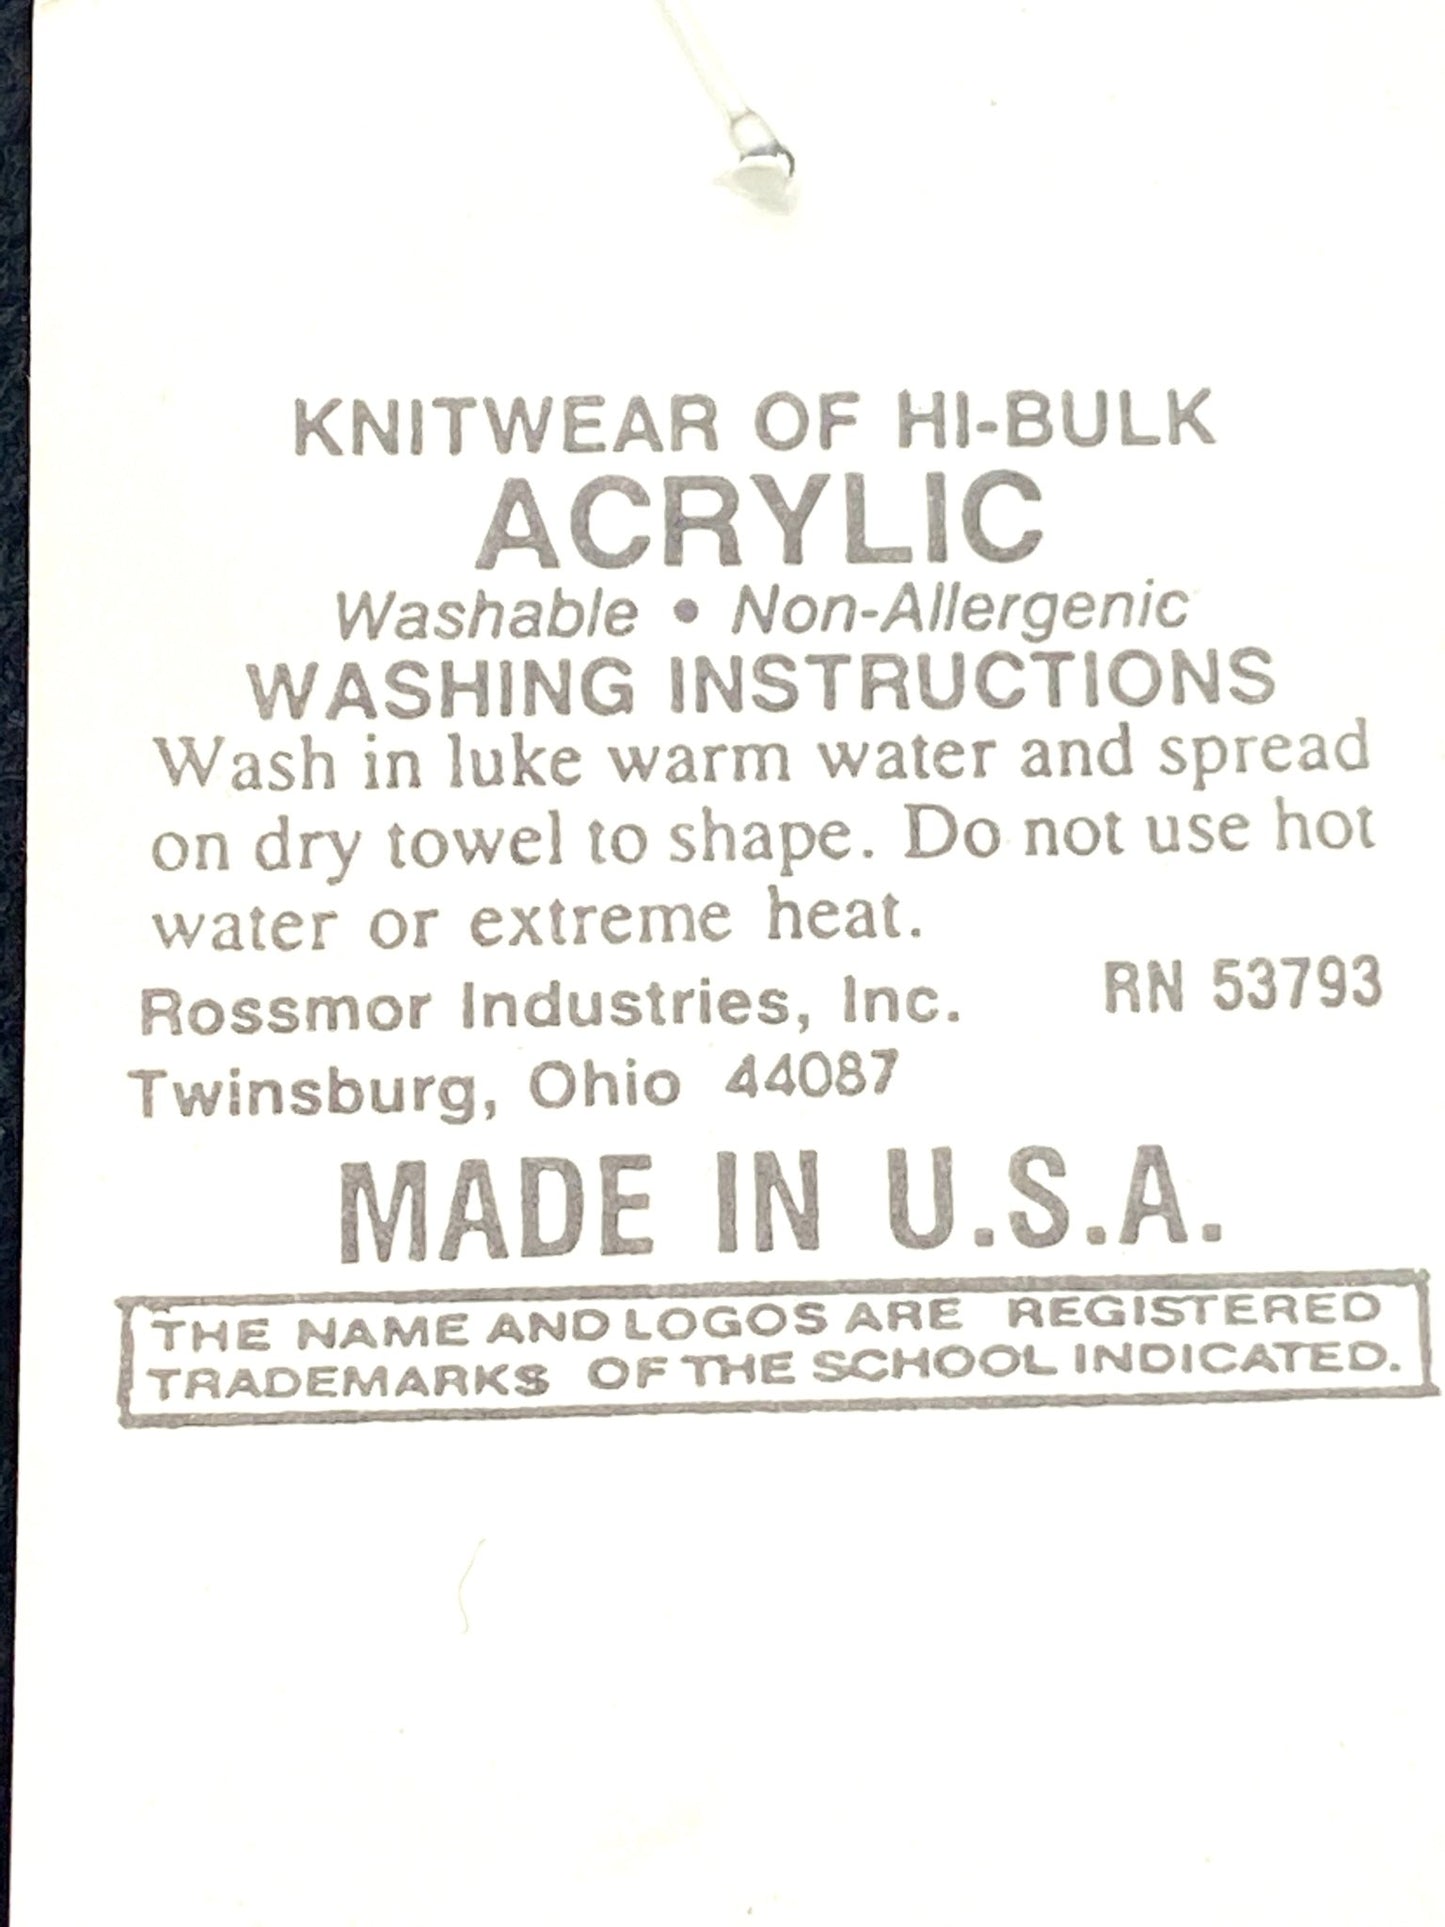 KNITWEAR OF HI-BULK
ACRYLIC
Washable • Non-Allergenic
WASHING INSTRUCTIONS
Wash in luke warm water and spread
on dry towel to shape. Do not use hot
water or extreme heat.
Rossmor Industries, Inc. RN 53793
Twinsburg, Ohio 44087
MADE IN U.S.A.
THE NAME AND LOGOS ARE REGISTERED
TRADEMARKS OF THE SCHOOL INDICATED.